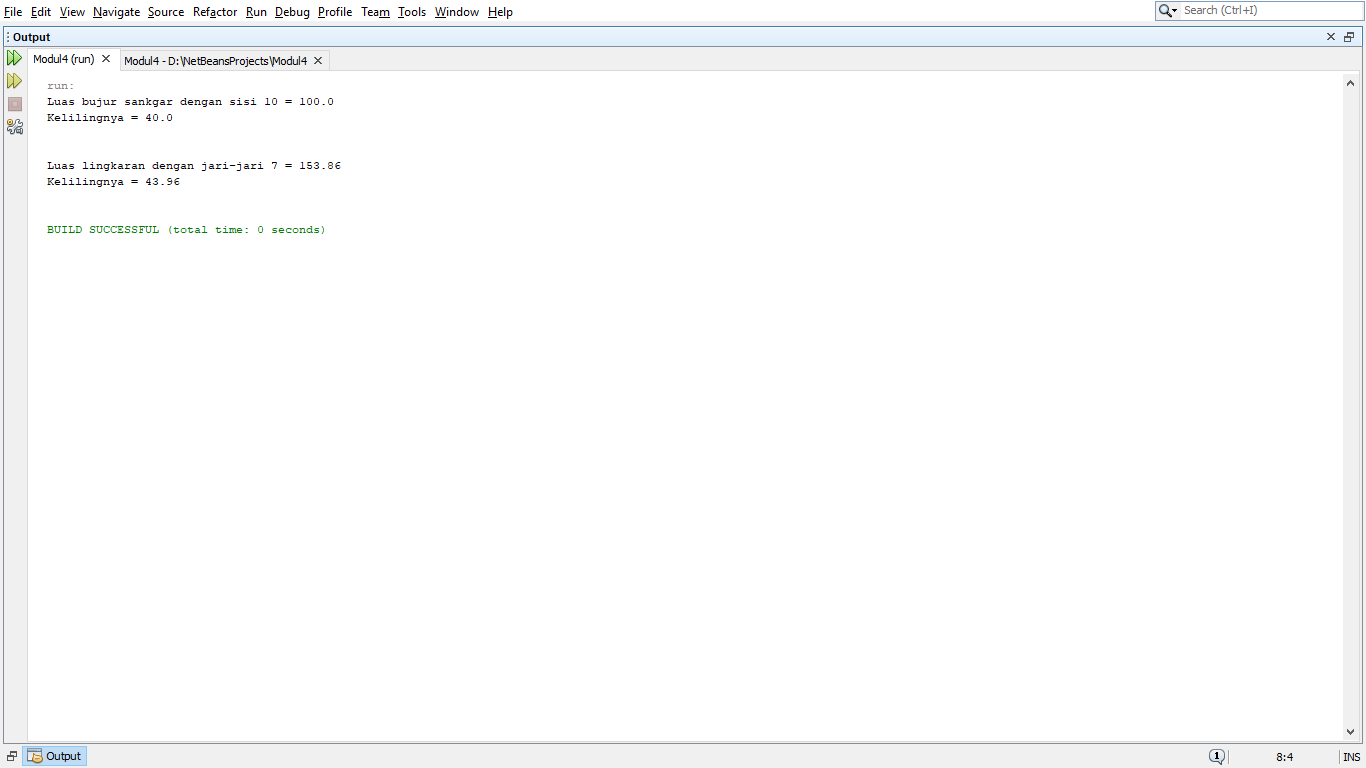 File Edit View Navigate Source Refactor Run Debug Profile Team Tools Window Help Search (Ctrl+I)
Output
Modul4 (run) Modul4 - D:\NetBeansProjects\Modul4
run:
Luas bujur sankgar dengan sisi 10 = 100.0
Kelilingnya = 40.0
Luas lingkaran dengan jari-jari 7 = 153.86
Kelilingnya = 43.96
BUILD SUCCESSFUL (total time: 0 seconds)
Output 1 8:4 INS